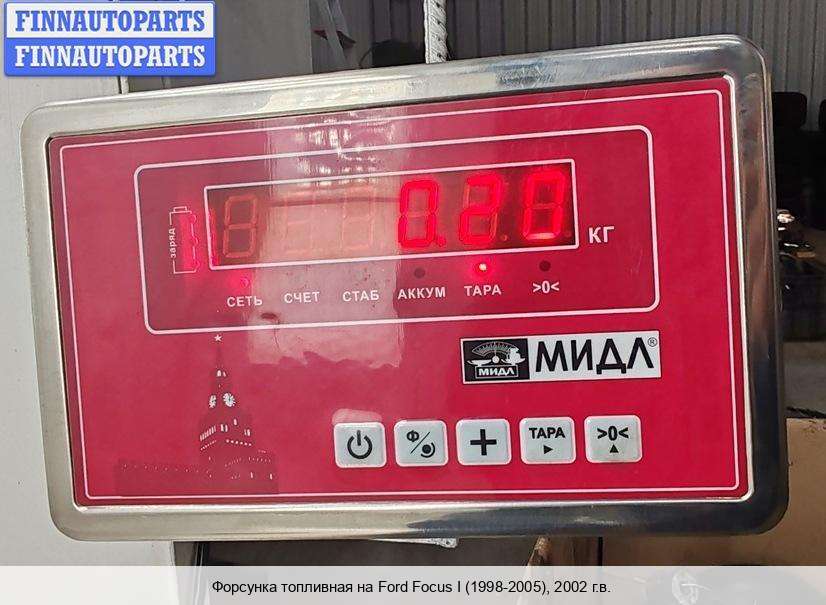 FINNAUTOPARTS
FINNAUTOPARTS
заряд
0.20 КГ
СЕТЬ СЧЕТ СТАБ АККУМ ТАРА >0<
МИДЛ МИДЛ®
Ф ТАРА >0<
Форсунка топливная на Ford Focus I (1998-2005), 2002 г.в.